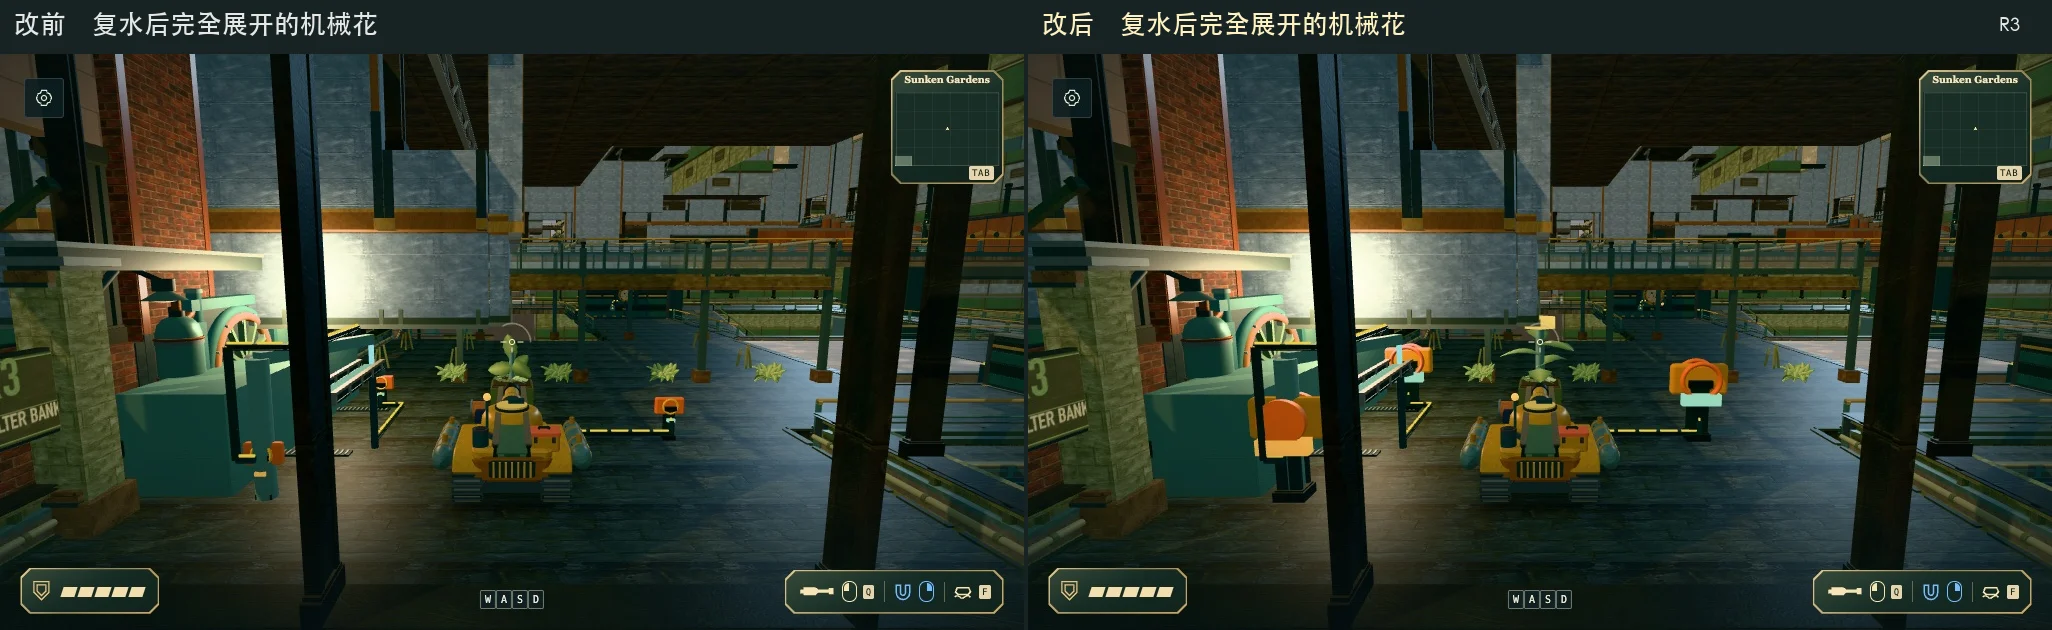 改前 复水后完全展开的机械花
Sunken Gardens
TAB
3
LTER BANK
W A S D
Q
F
改后 复水后完全展开的机械花
R3
Sunken Gardens
TAB
3
LTER BANK
W A S D
Q
F